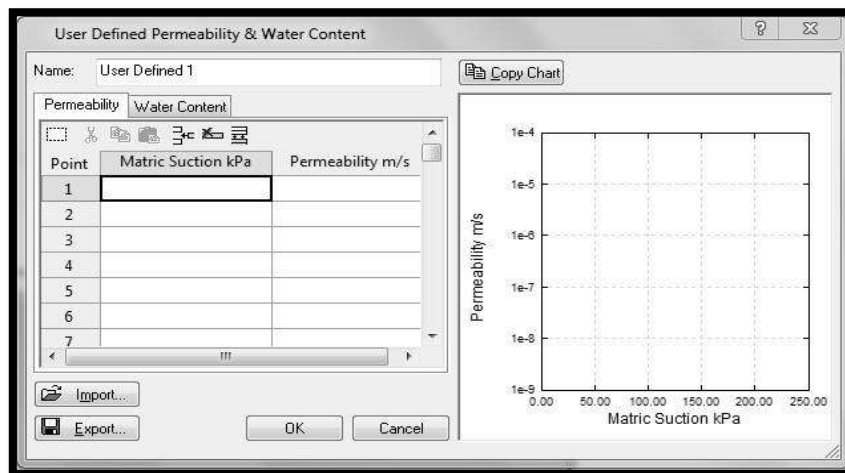 User Defined Permeability & Water Content
Name: User Defined 1
Copy Chart
Permeability Water Content
Point Matric Suction kPa Permeability m/s
1
2
3
4
5
6
7
Import...
Export...
OK Cancel
Permeability m/s
1e-4
1e-5
1e-6
1e-7
1e-8
1e-9
0.00 50.00 100.00 150.00 200.00 250.00
Matric Suction kPa